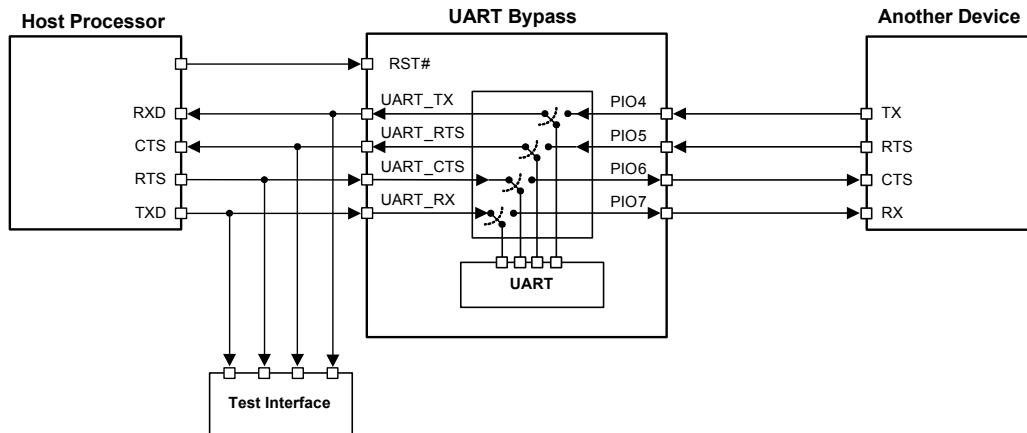 Host Processor
UART Bypass
Another Device
RST#
RXD
UART_TX
PIO4
TX
CTS
UART_RTS
PIO5
RTS
RTS
UART_CTS
PIO6
CTS
TXD
UART_RX
PIO7
RX
UART
Test Interface